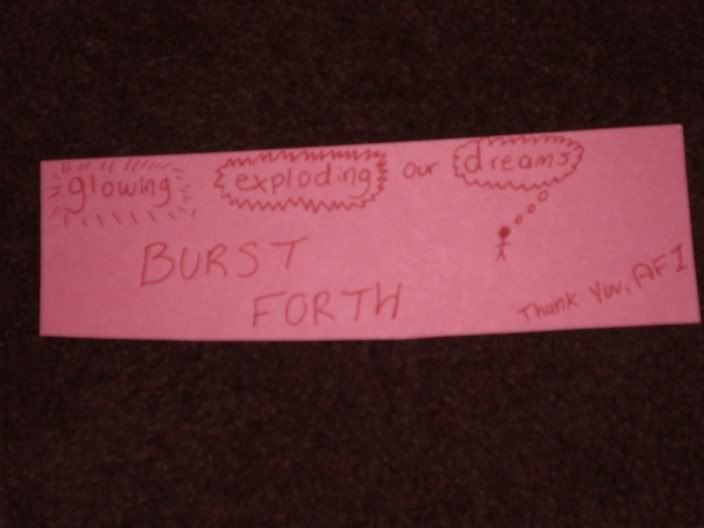 glowing exploding our dreams
BURST
FORTH
Thank You, AFI